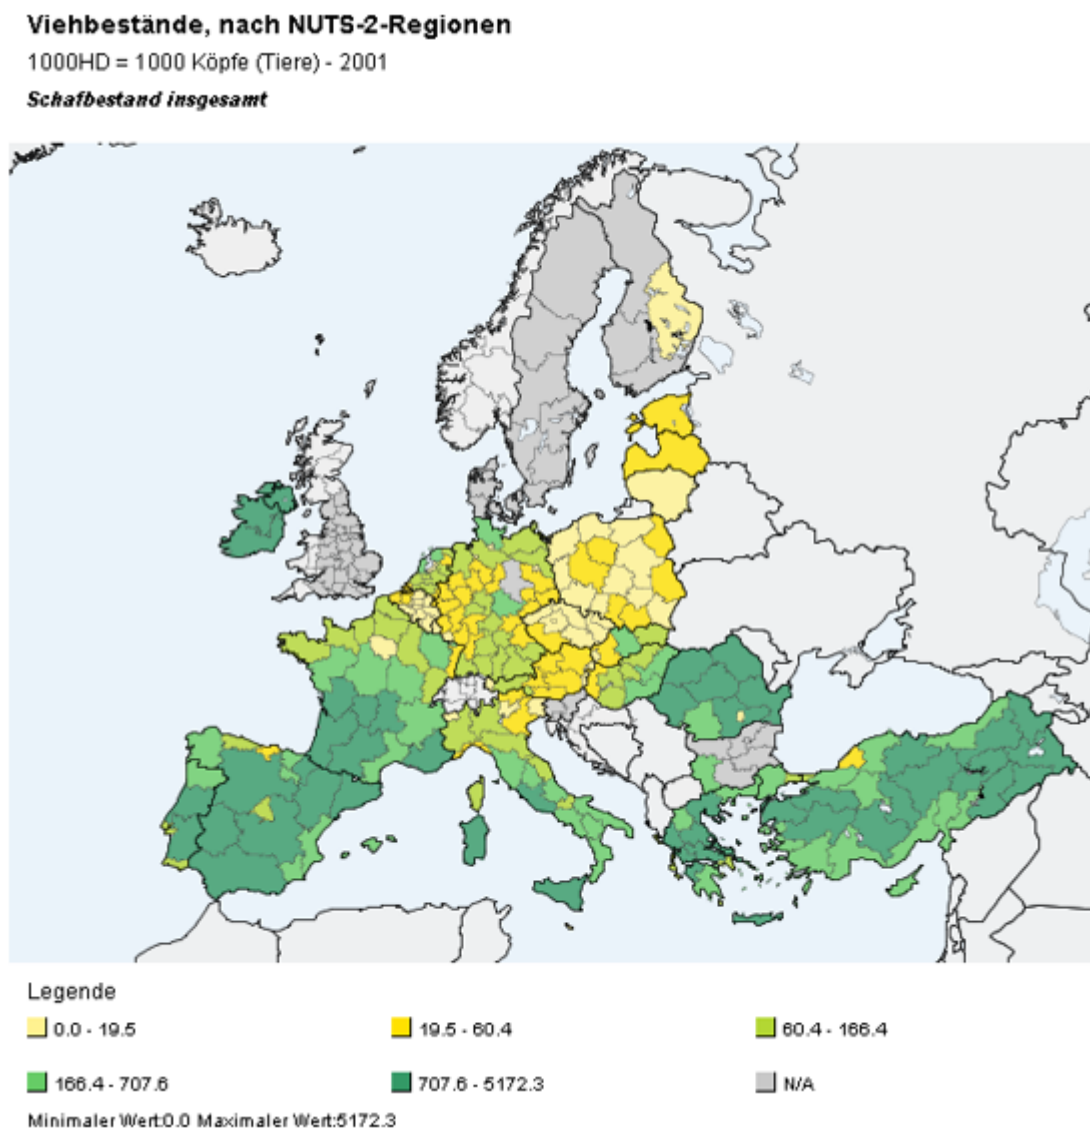 Viehbestände, nach NUTS-2-Regionen
1000HD = 1000 Köpfe (Tiere) - 2001
Schafbestand insgesamt
Legende
0.0 - 19.5
19.5 - 60.4
60.4 - 166.4
166.4 - 707.6
707.6 - 5172.3
N/A
Minimaler Wert:0.0 Maximaler Wert:5172.3